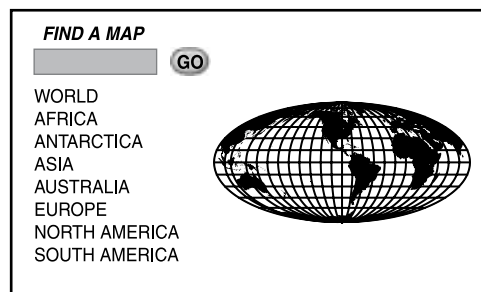 FIND A MAP
GO
WORLD
AFRICA
ANTARCTICA
ASIA
AUSTRALIA
EUROPE
NORTH AMERICA
SOUTH AMERICA